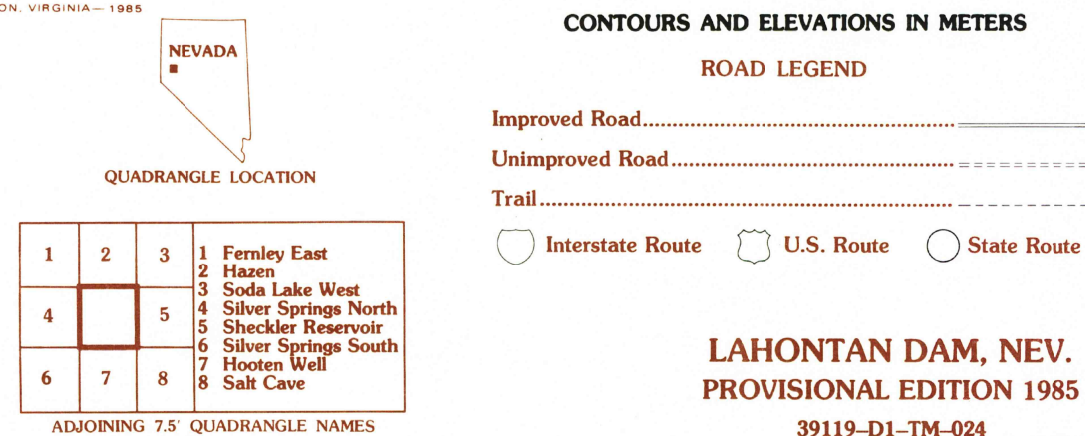 ON, VIRGINIA—1985
NEVADA
QUADRANGLE LOCATION
1 2 3
4 5
6 7 8
1 Fernley East
2 Hazen
3 Soda Lake West
4 Silver Springs North
5 Sheckler Reservoir
6 Silver Springs South
7 Hooten Well
8 Salt Cave
ADJOINING 7.5' QUADRANGLE NAMES
CONTOURS AND ELEVATIONS IN METERS
ROAD LEGEND
Improved Road
Unimproved Road
Trail
Interstate Route U.S. Route State Route
LAHONTAN DAM, NEV.
PROVISIONAL EDITION 1985
39119–D1–TM–024